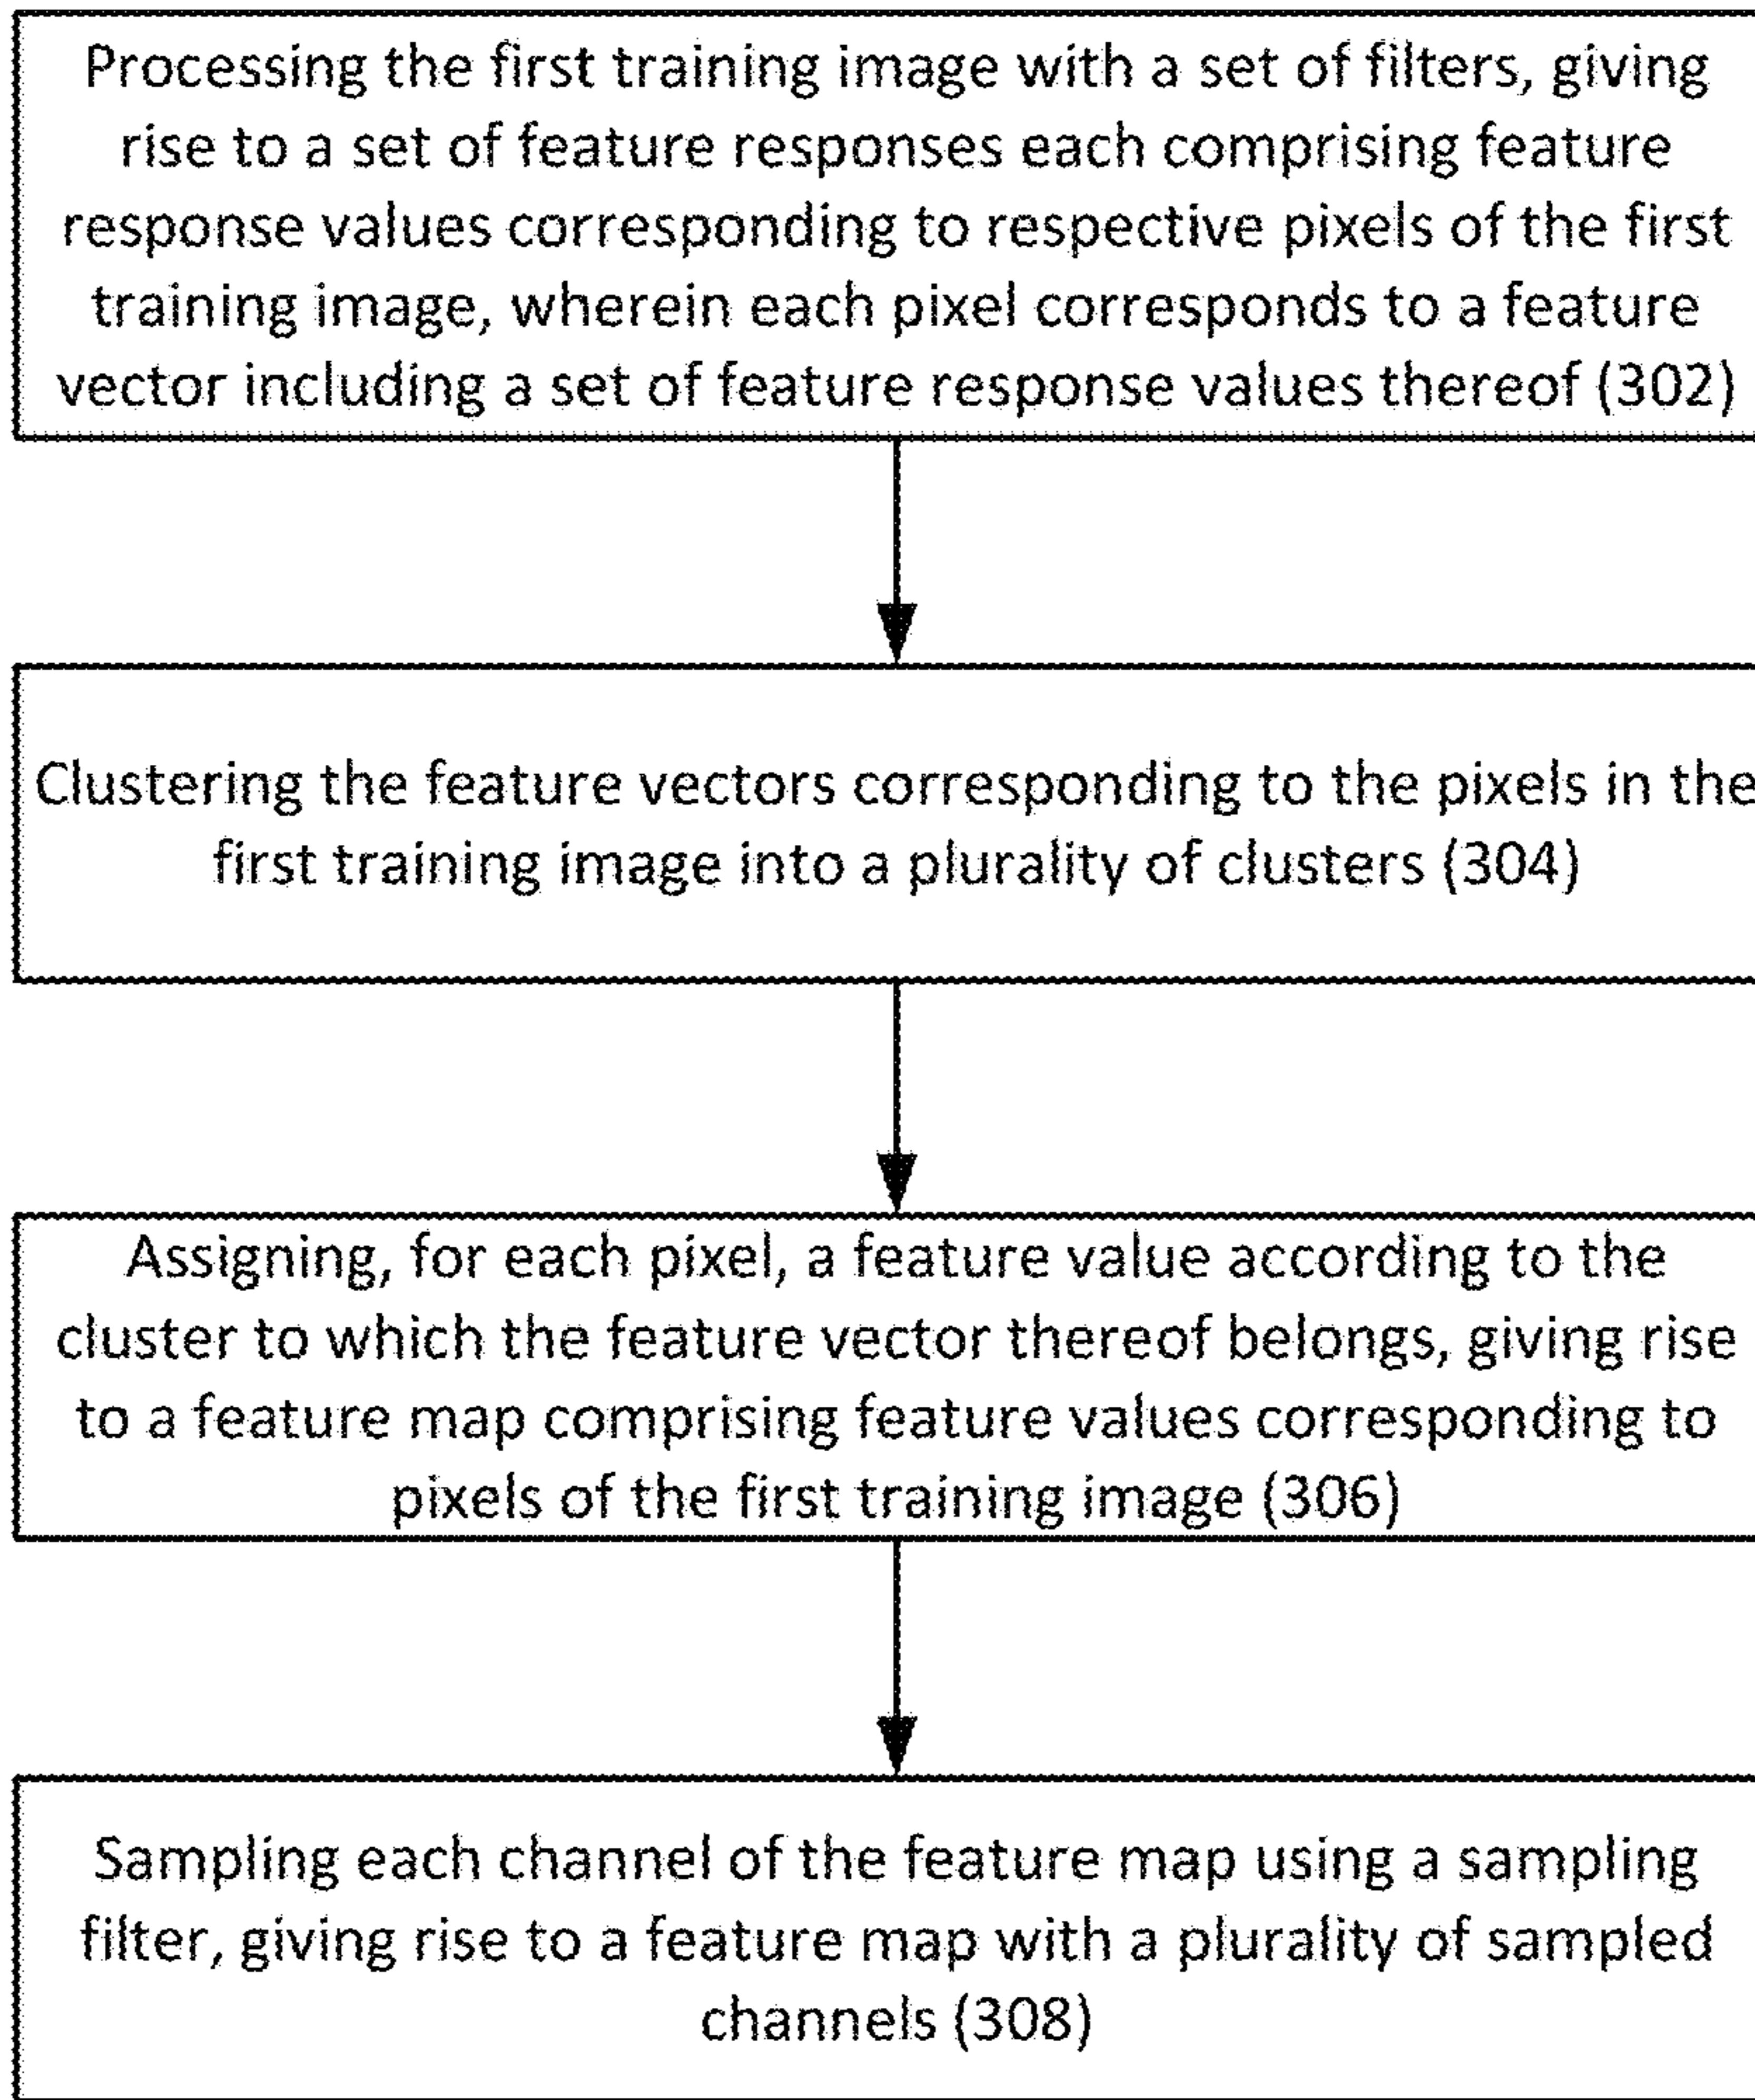 Processing the first training image with a set of filters, giving
rise to a set of feature responses each comprising feature
response values corresponding to respective pixels of the first
training image, wherein each pixel corresponds to a feature
vector including a set of feature response values thereof (302)
Clustering the feature vectors corresponding to the pixels in the
first training image into a plurality of clusters (304)
Assigning, for each pixel, a feature value according to the
cluster to which the feature vector thereof belongs, giving rise
to a feature map comprising feature values corresponding to
pixels of the first training image (306)
Sampling each channel of the feature map using a sampling
filter, giving rise to a feature map with a plurality of sampled
channels (308)